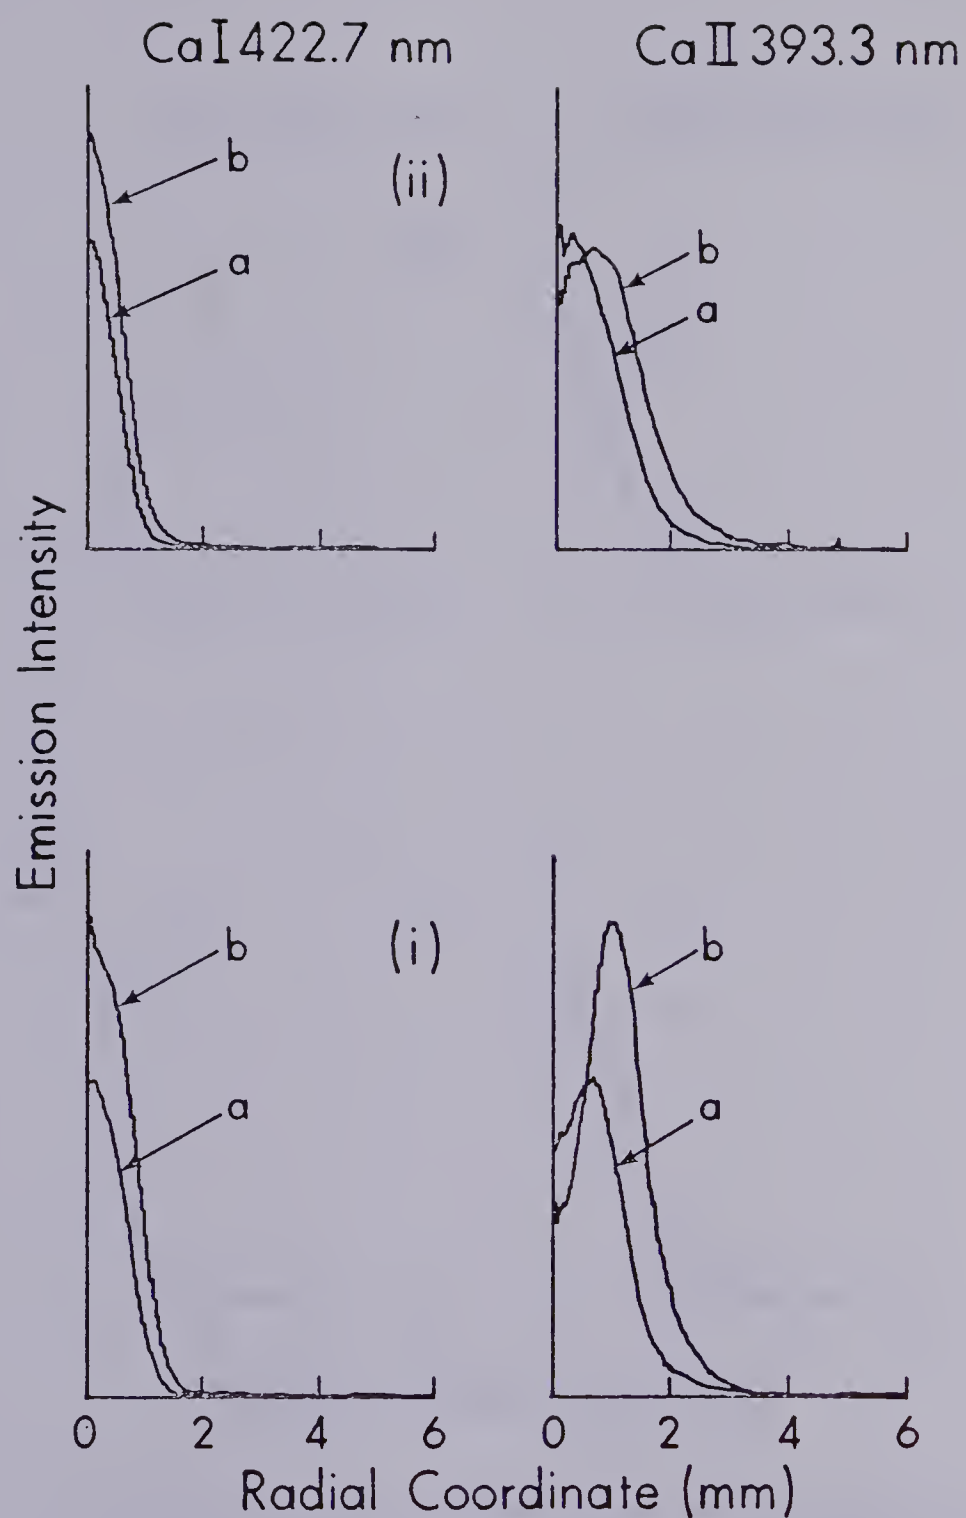 CaI 422.7 nm
CaII 393.3 nm
b
(ii)
a
b
a
Emission Intensity
b
(i)
a
b
a
0 2 4 6
0 2 4 6
Radial Coordinate (mm)